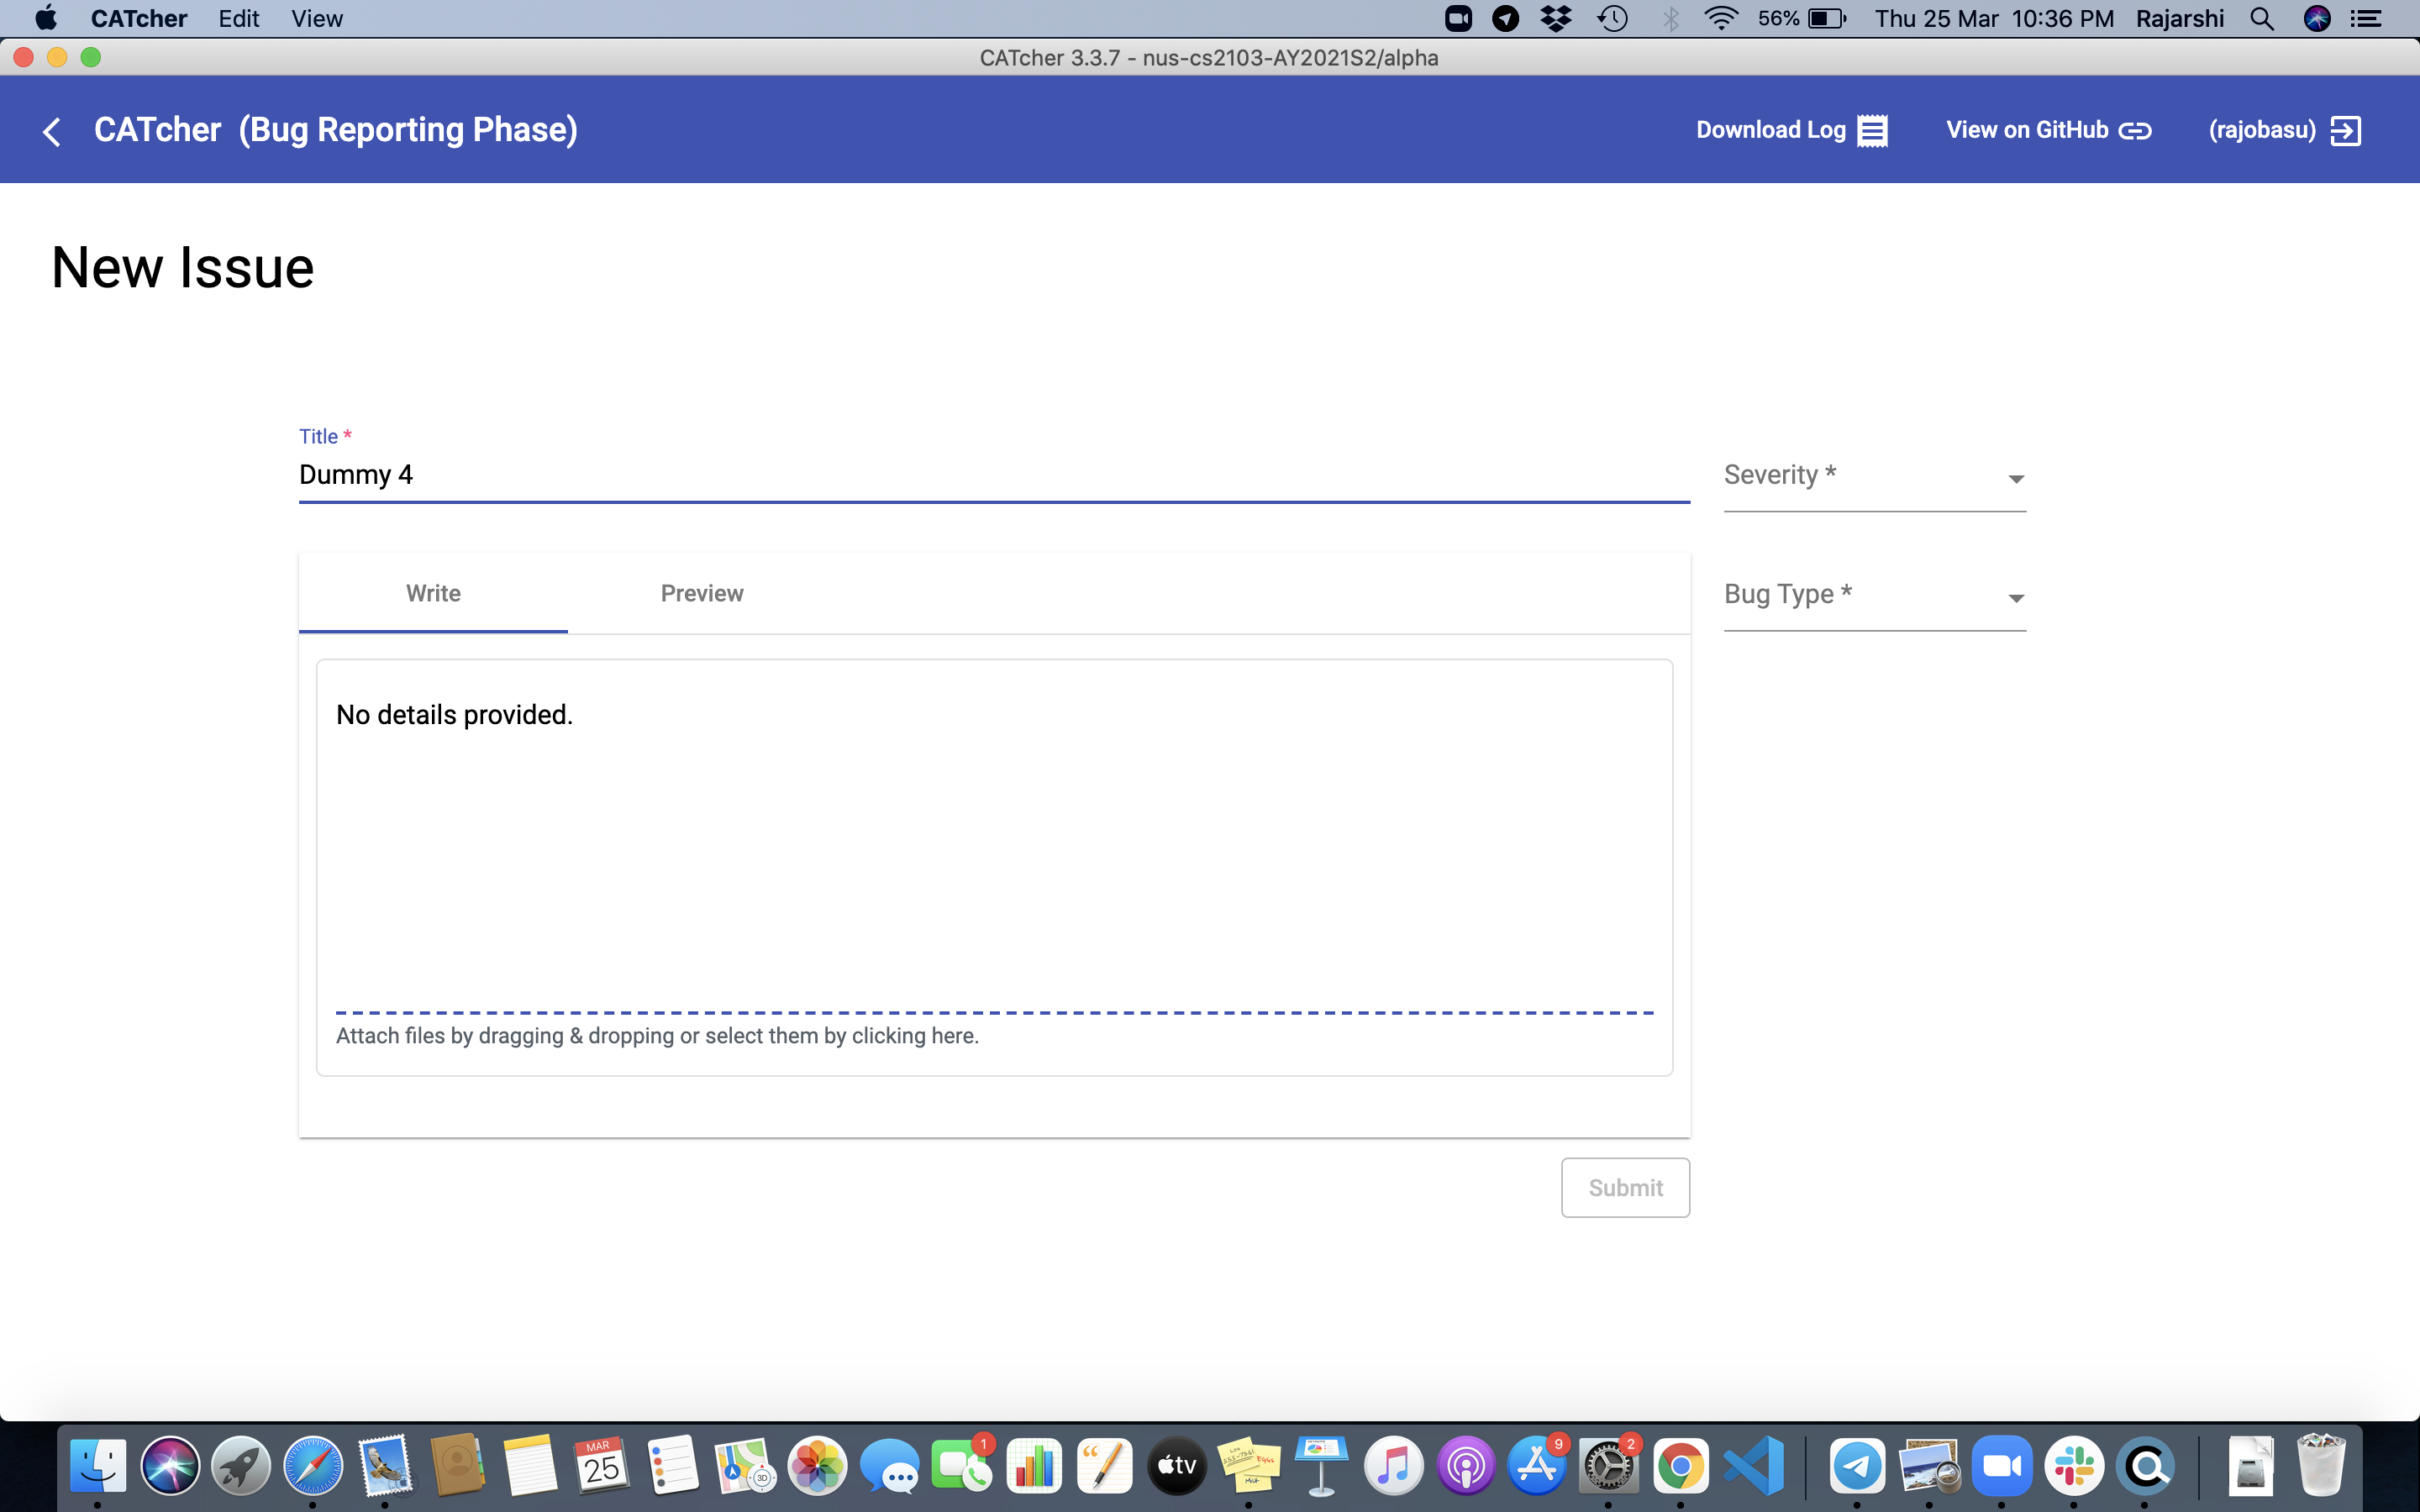 CATcher Edit View 56% Thu 25 Mar 10:36 PM Rajarshi
CATcher 3.3.7 - nus-cs2103-AY2021S2/alpha
CATcher (Bug Reporting Phase) Download Log View on GitHub (rajobasu)
New Issue
Title *
Dummy 4
Severity *
Write Preview
Bug Type *
No details provided.
Attach files by dragging & dropping or select them by clicking here.
Submit
MAR
25
3D
1
tv
9
2